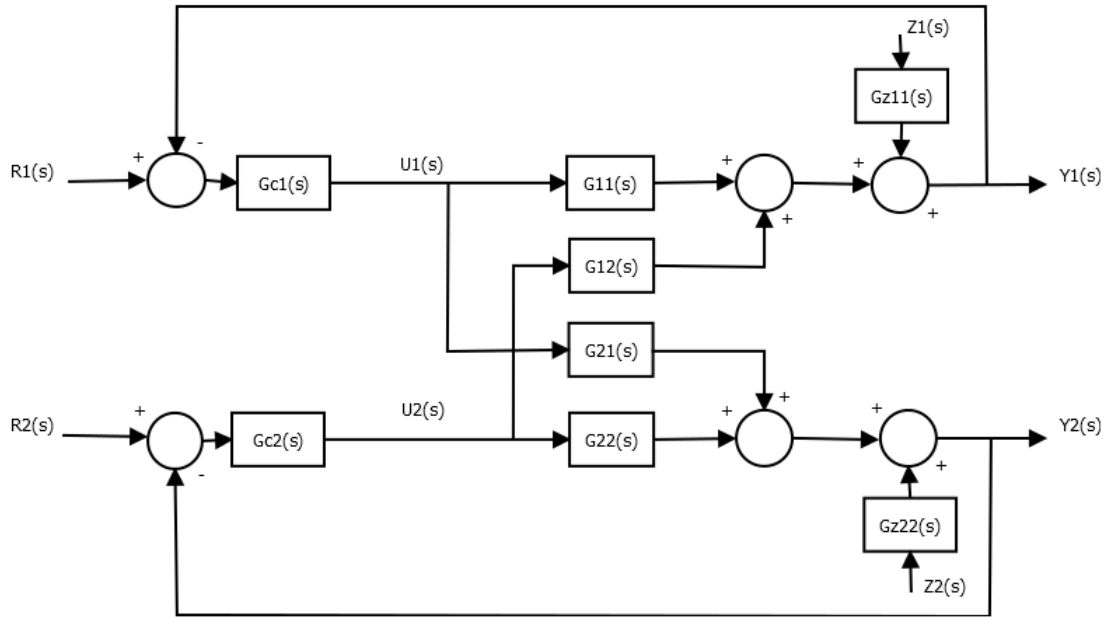 Z1(s)
Gz11(s)
+ - + +
R1(s) Gc1(s) U1(s) G11(s) Y1(s)
+ +
G12(s)
G21(s)
+ + + +
R2(s) Gc2(s) U2(s) G22(s) Y2(s)
- +
Gz22(s)
Z2(s)